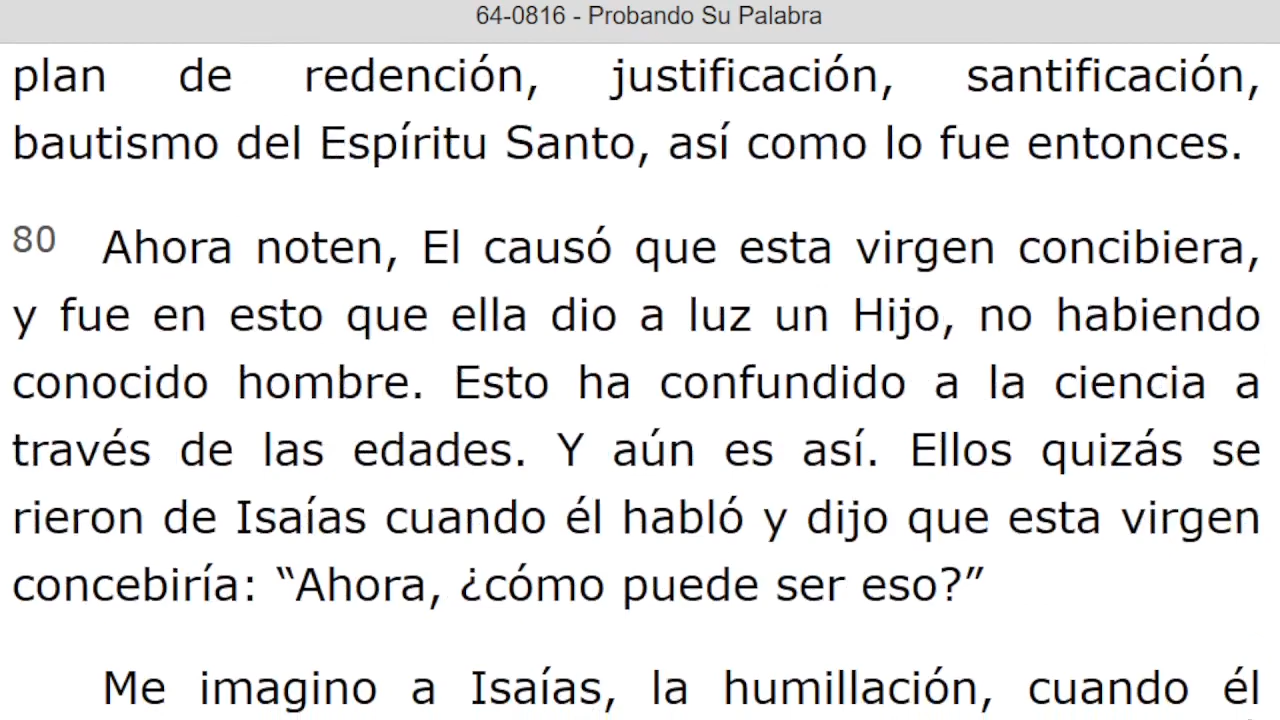 64-0816 - Probando Su Palabra
plan de redención, justificación, santificación,
bautismo del Espíritu Santo, así como lo fue entonces.
80 Ahora noten, El causó que esta virgen concibiera,
y fue en esto que ella dio a luz un Hijo, no habiendo
conocido hombre. Esto ha confundido a la ciencia a
través de las edades. Y aún es así. Ellos quizás se
rieron de Isaías cuando él habló y dijo que esta virgen
concebiría: “Ahora, ¿cómo puede ser eso?”
Me imagino a Isaías, la humillación, cuando él